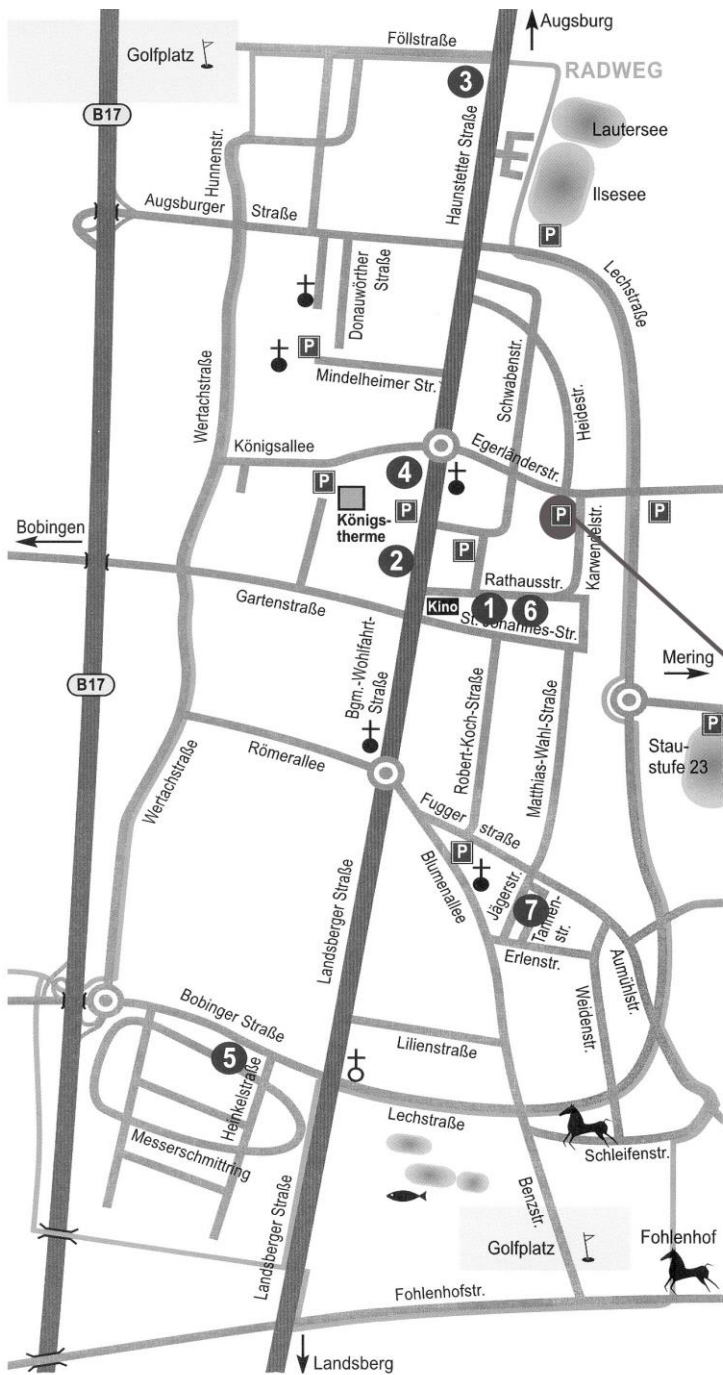 Augsburg
Föllstraße
Golfplatz
RADWEG
3
B17
Lautersee
Hunnenstr.
Haunstetter Straße
Ilsesee
Augsburger Straße
P
Donauwörther
Straße
Lechstraße
P
Mindelheimer Str.
Schwabenstr.
Heidestr.
Wertachstraße
Königsallee
Egerländerstr.
4
P
Königs-
therme
P
P
P
Karwendelstr.
Bobingen
2
P
Rathausstr.
Gartenstraße
Kino
1
6
St. Johannes-Str.
Mering
B17
Bgm.-Wohlfahrt-
Straße
Robert-Koch-Straße
Matthias-Wahl-Straße
P
Stau-
stufe 23
Römerallee
Wertachstraße
Fugger straße
P
Blumenallee
Jägerstr.
7
Tannen-
str.
Landsberger Straße
Erlenstr.
Aumühlstr.
Weidenstr.
Bobinger Straße
Lilienstraße
5
Heinkelstraße
Lechstraße
Messerschmittring
Schleifenstr.
Landsberger Straße
Benzstr.
Golfplatz
Fohlenhof
Fohlenhofstr.
Landsberg